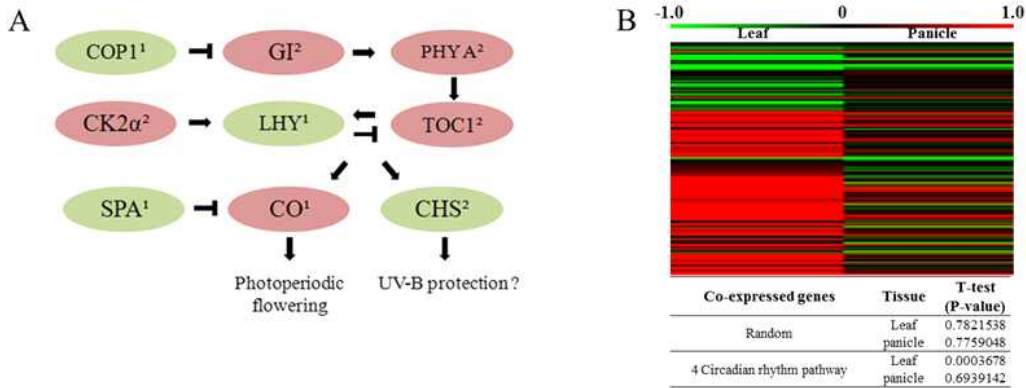 A
COP1¹ GI² PHYA²
CK2α² LHY¹ TOC1²
SPA¹ CO¹ CHS²
Photoperiodic
flowering
UV-B protection ?
B
-1.0 0 1.0
Leaf Panicle
Co-expressed genes Tissue T-test
(P-value)
Random Leaf 0.7821538
panicle 0.7759048
4 Circadian rhythm pathway Leaf 0.0003678
panicle 0.6939142